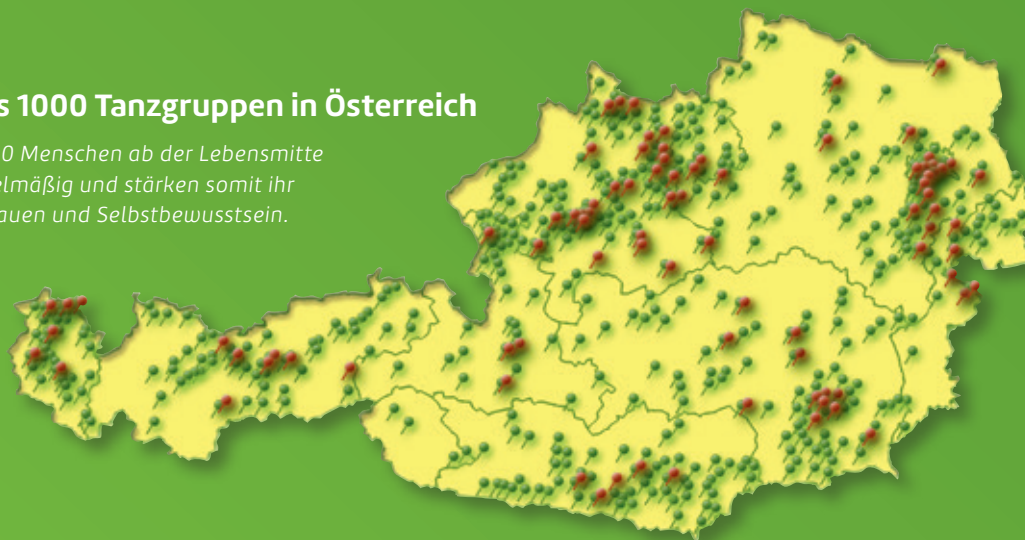 s 1000 Tanzgruppen in Österreich
0 Menschen ab der Lebensmitte
elmäßig und stärken somit ihr
auen und Selbstbewusstsein.